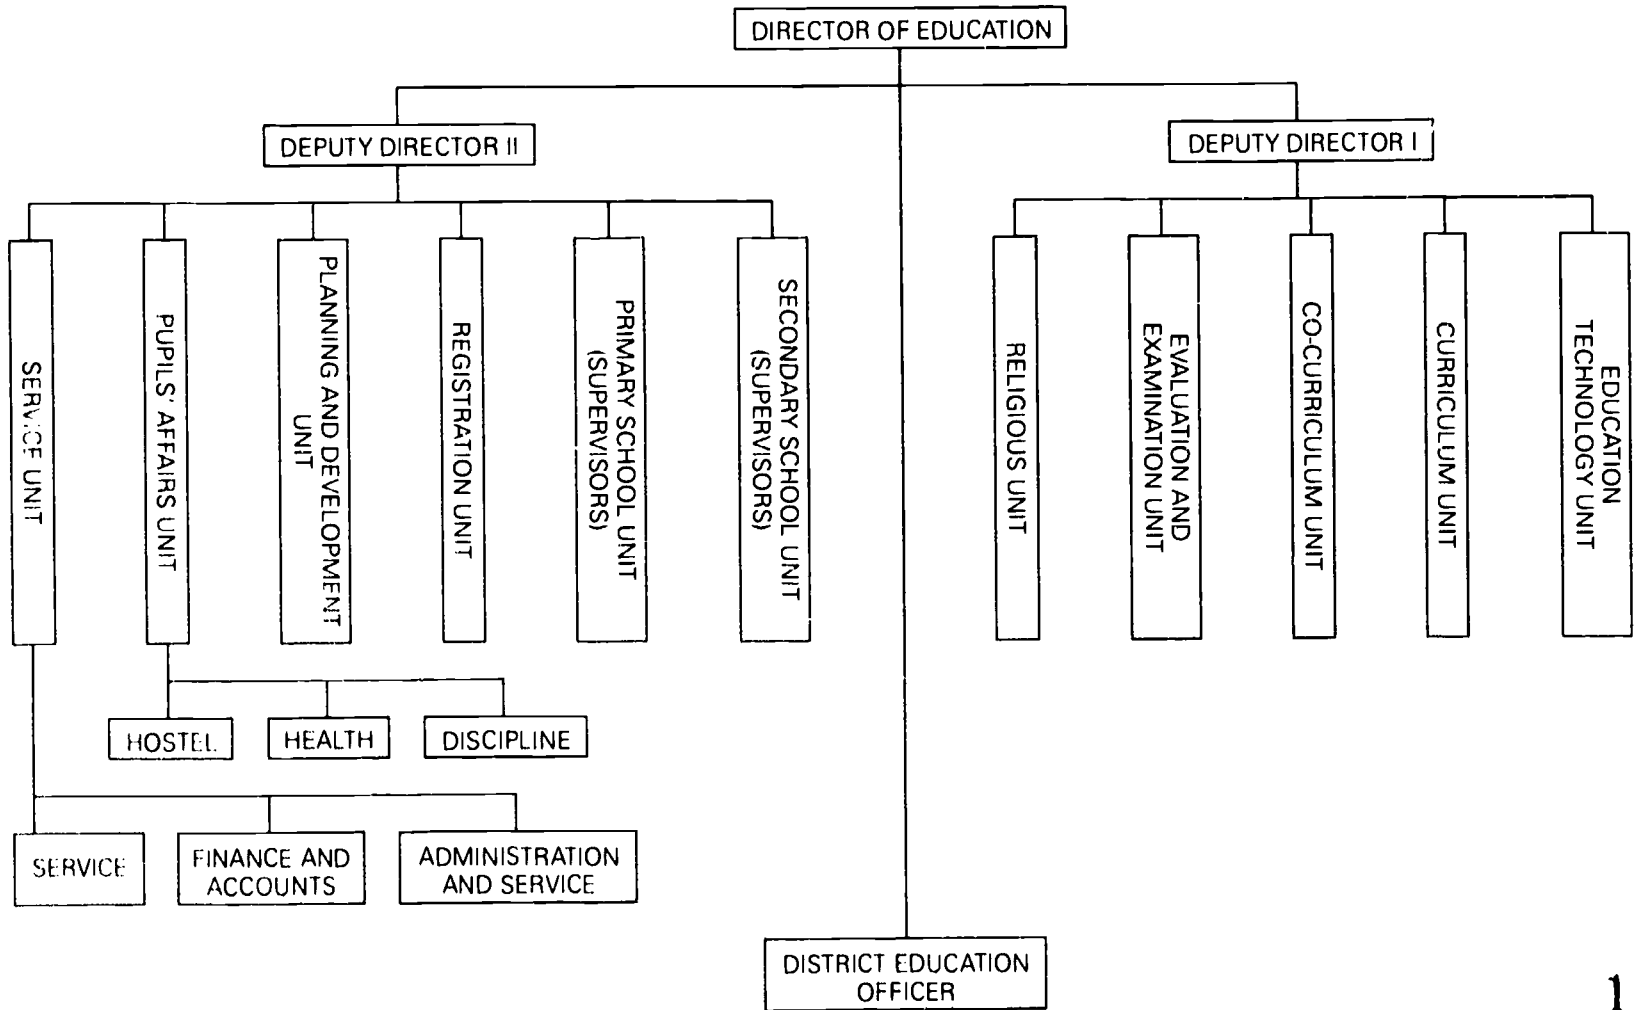 DIRECTOR OF EDUCATION
DEPUTY DIRECTOR II
DEPUTY DIRECTOR I
SERVICE UNIT
PUPILS' AFFAIRS UNIT
PLANNING AND DEVELOPMENT
UNIT
REGISTRATION UNIT
PRIMARY SCHOOL UNIT
(SUPERVISORS)
SECONDARY SCHOOL UNIT
(SUPERVISORS)
RELIGIOUS UNIT
EVALUATION AND
EXAMINATION UNIT
CO-CURRICULUM UNIT
CURRICULUM UNIT
EDUCATION
TECHNOLOGY UNIT
HOSTEL
HEALTH
DISCIPLINE
SERVICE
FINANCE AND
ACCOUNTS
ADMINISTRATION
AND SERVICE
DISTRICT EDUCATION
OFFICER
1